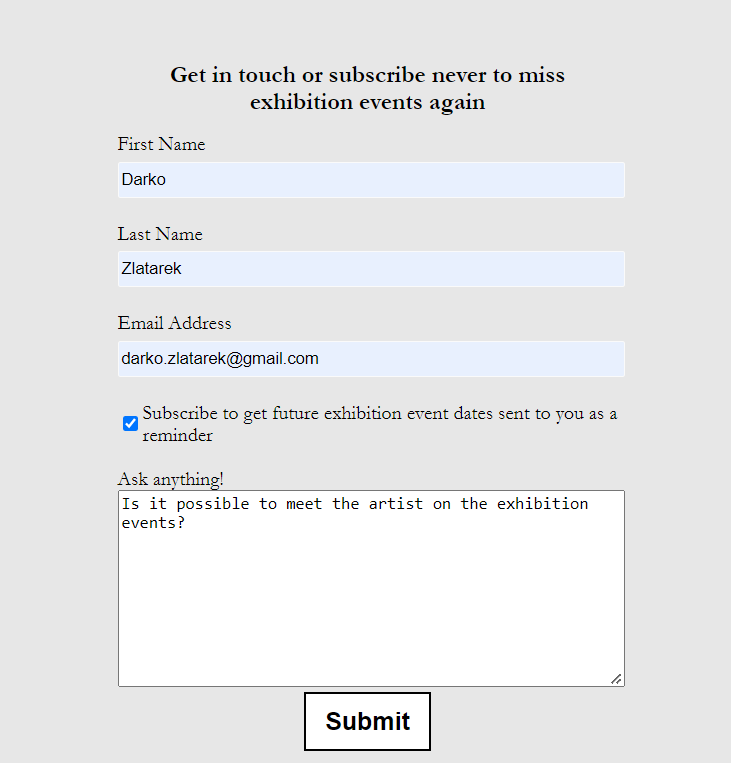 Get in touch or subscribe never to miss
exhibition events again
First Name
Darko
Last Name
Zlatarek
Email Address
darko.zlatarek@gmail.com
Subscribe to get future exhibition event dates sent to you as a
reminder
Ask anything!
Is it possible to meet the artist on the exhibition
events?
Submit